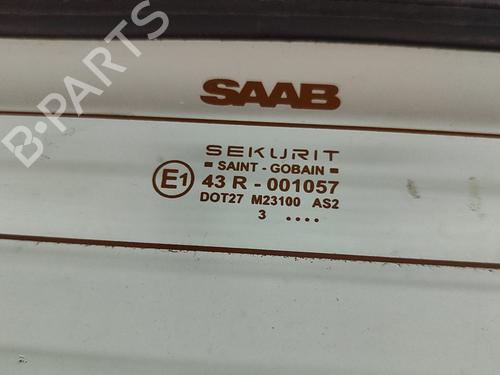 B-PARTS
SAAB
SEKURIT
SAINT - GOBAIN
E1 43 R - 001057
DOT27 M23100 AS2
3 ....